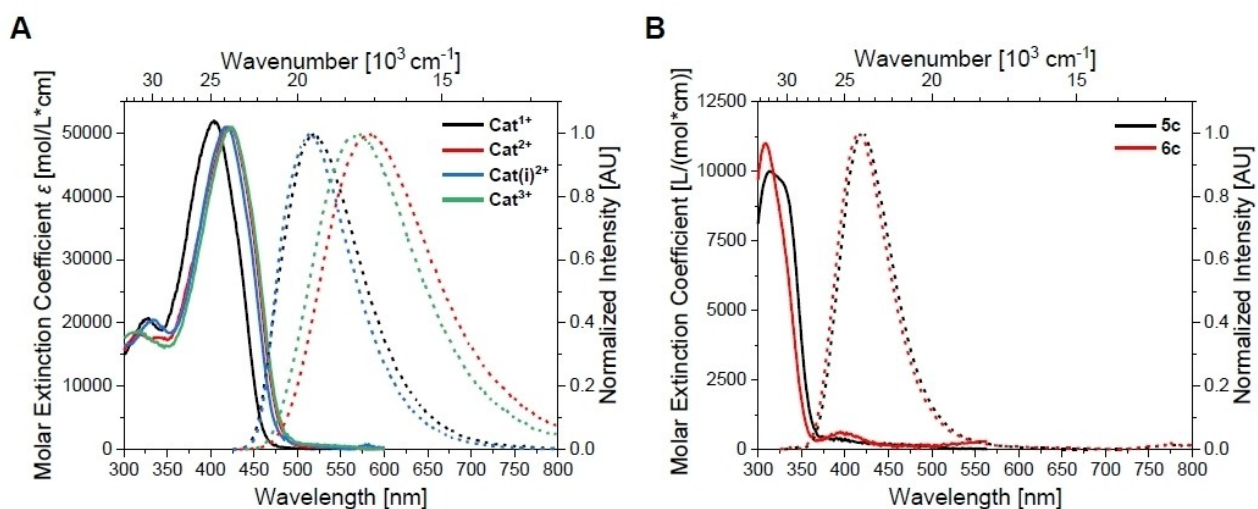 A
Wavenumber [10³ cm⁻¹]
30 25 20 15
Molar Extinction Coefficient ε [mol/L*cm]
50000
40000
30000
20000
10000
0
Cat¹⁺
Cat²⁺
Cat(i)²⁺
Cat³⁺
1.0
0.8
0.6
0.4
0.2
0.0
Normalized Intensity [AU]
300 350 400 450 500 550 600 650 700 750 800
Wavelength [nm]
B
Wavenumber [10³ cm⁻¹]
30 25 20 15
Molar Extinction Coefficient [L/(mol*cm)]
12500
10000
7500
5000
2500
0
5c
6c
1.0
0.8
0.6
0.4
0.2
0.0
Normalized Intensity [AU]
300 350 400 450 500 550 600 650 700 750 800
Wavelength [nm]